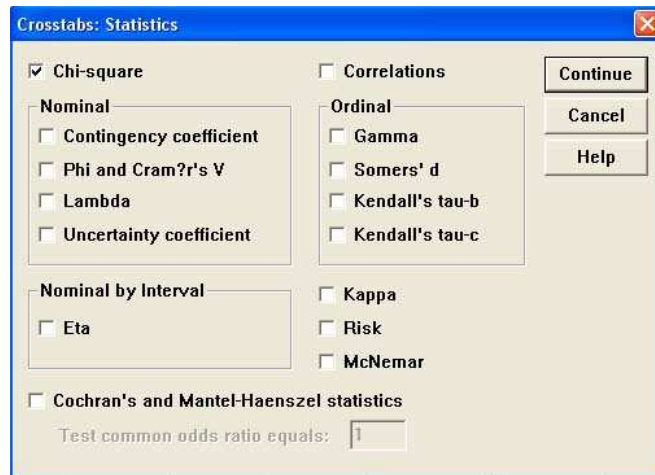 Crosstabs: Statistics
Chi-square
Correlations
Continue
Cancel
Help
Nominal
Contingency coefficient
Phi and Cram?r's V
Lambda
Uncertainty coefficient
Ordinal
Gamma
Somers' d
Kendall's tau-b
Kendall's tau-c
Nominal by Interval
Eta
Kappa
Risk
McNemar
Cochran's and Mantel-Haenszel statistics
Test common odds ratio equals: 1